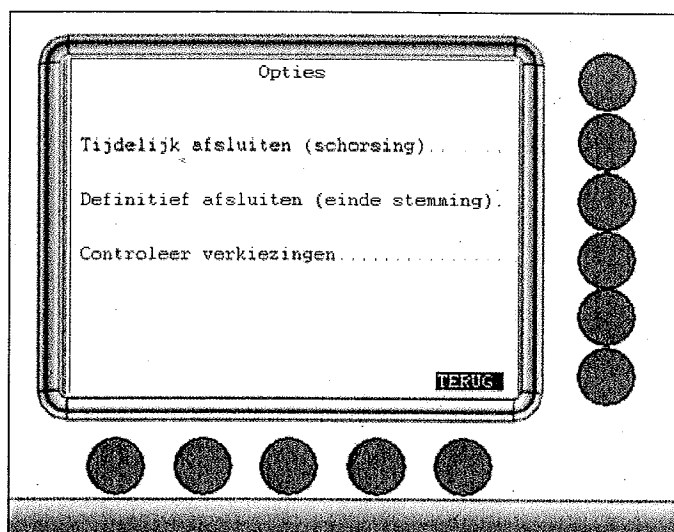 Opties
Tijdelijk afsluiten (schorsing)......
Definitief afsluiten (einde stemming).
Controleer verkiezingen..............
TERUG